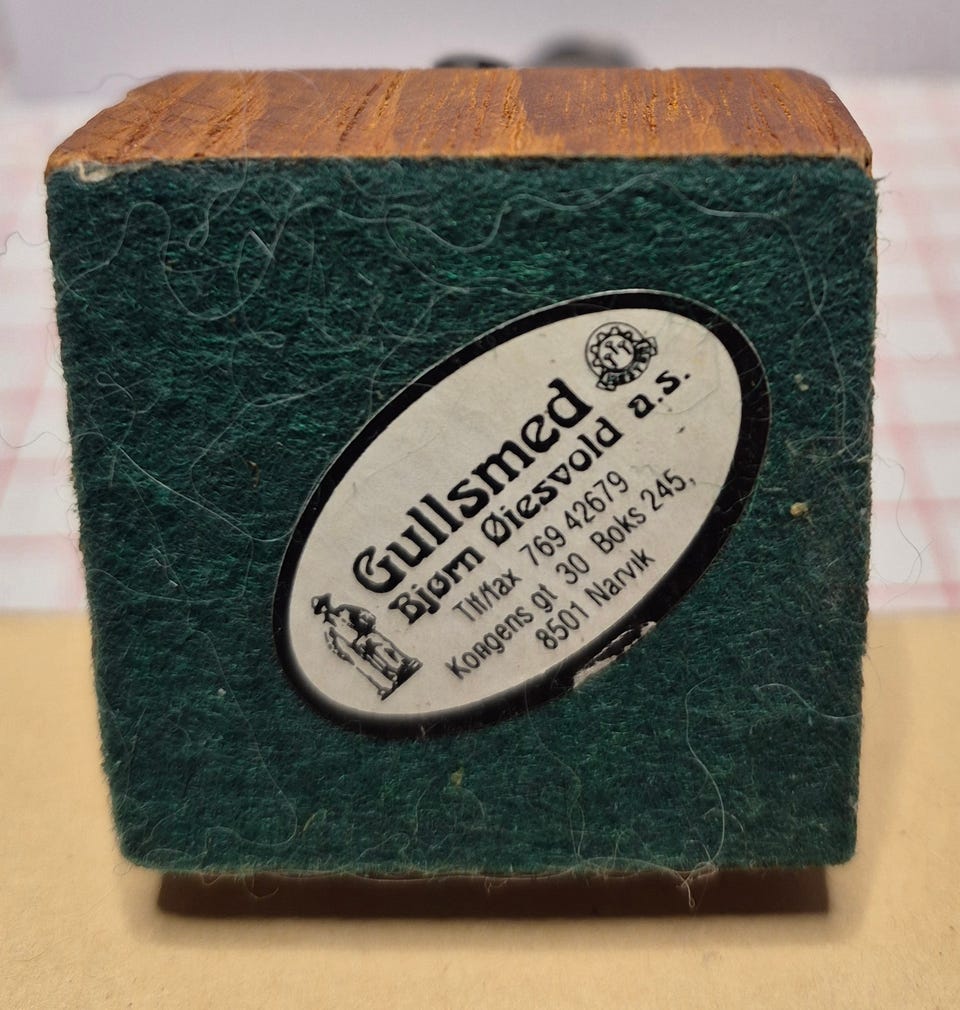 Gullsmed
Bjørn Øiesvold a.s.
Tlf/fax 769 42679
Kongens gt 30 Boks 245,
8501 Narvik